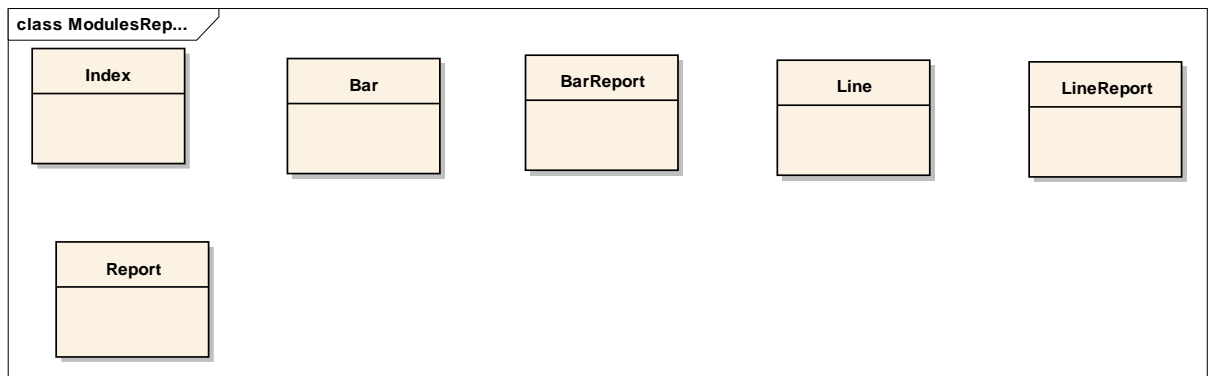 class ModulesRep...
Index
Bar
BarReport
Line
LineReport
Report